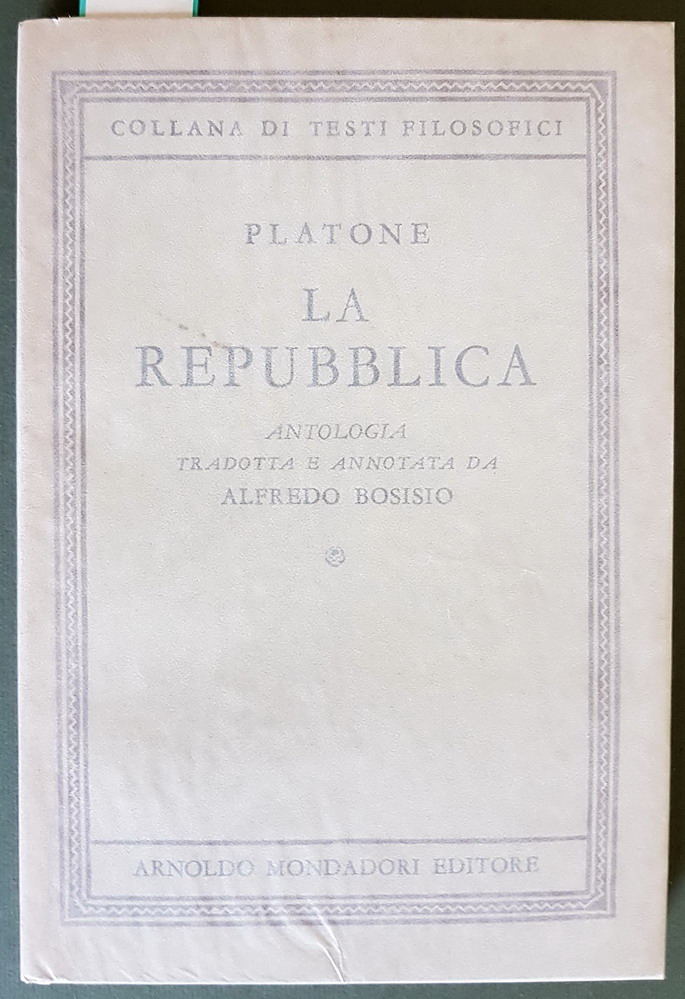 COLLANA DI TESTI FILOSOFICI
PLATONE
LA
REPUBBLICA
ANTOLOGIA
TRADOTTA E ANNOTATA DA
ALFREDO BOSISIO
ARNOLDO MONDADORI EDITORE